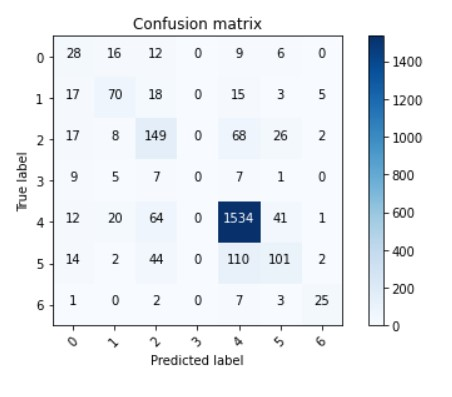 Confusion matrix
0 28 16 12 0 9 6 0
1 17 70 18 0 15 3 5
2 17 8 149 0 68 26 2
3 9 5 7 0 7 1 0
4 12 20 64 0 1534 41 1
5 14 2 44 0 110 101 2
6 1 0 2 0 7 3 25
0 1 2 3 4 5 6
True label
Predicted label
1400
1200
1000
800
600
400
200
0